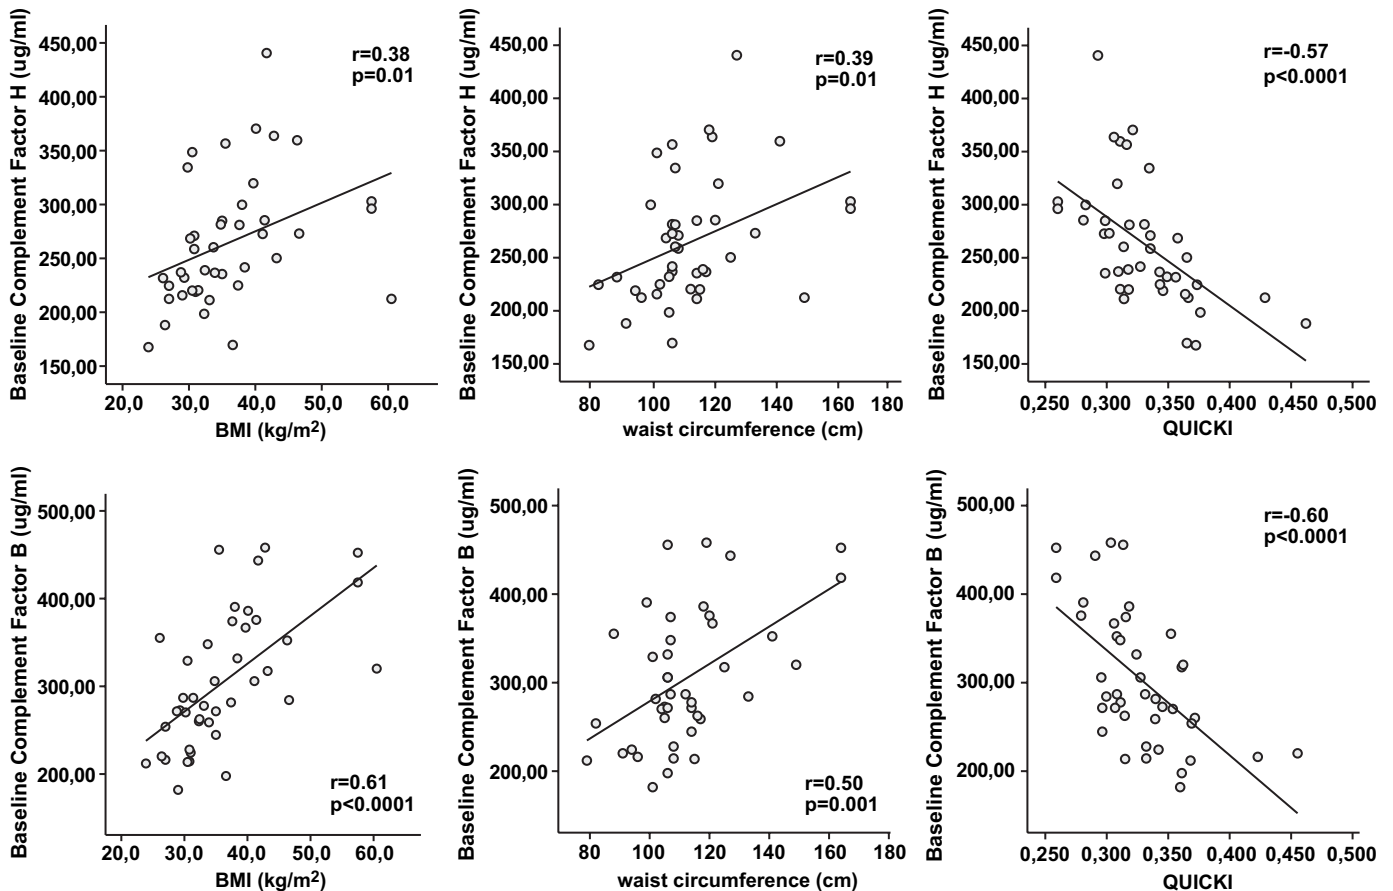 Baseline Complement Factor H (ug/ml)
450,00
400,00
350,00
300,00
250,00
200,00
150,00
r=0.38
p=0.01
20,0 30,0 40,0 50,0 60,0
BMI (kg/m²)
Baseline Complement Factor H (ug/ml)
450,00
400,00
350,00
300,00
250,00
200,00
150,00
r=0.39
p=0.01
80 100 120 140 160 180
waist circumference (cm)
Baseline Complement Factor H (ug/ml)
450,00
400,00
350,00
300,00
250,00
200,00
150,00
r=-0.57
p<0.0001
0,250 0,300 0,350 0,400 0,450 0,500
QUICKI
Baseline Complement Factor B (ug/ml)
500,00
400,00
300,00
200,00
r=0.61
p<0.0001
20,0 30,0 40,0 50,0 60,0
BMI (kg/m²)
Baseline Complement Factor B (ug/ml)
500,00
400,00
300,00
200,00
r=0.50
p=0.001
80 100 120 140 160 180
waist circumference (cm)
Baseline Complement Factor B (ug/ml)
500,00
400,00
300,00
200,00
r=-0.60
p<0.0001
0,250 0,300 0,350 0,400 0,450 0,500
QUICKI